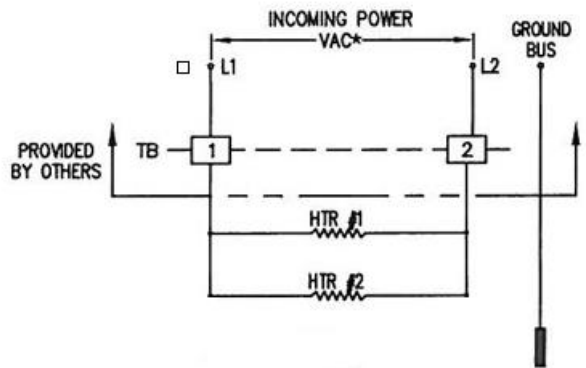 INCOMING POWER
VAC*
GROUND
BUS
L1
L2
PROVIDED
BY OTHERS
TB
1
2
HTR #1
HTR #2